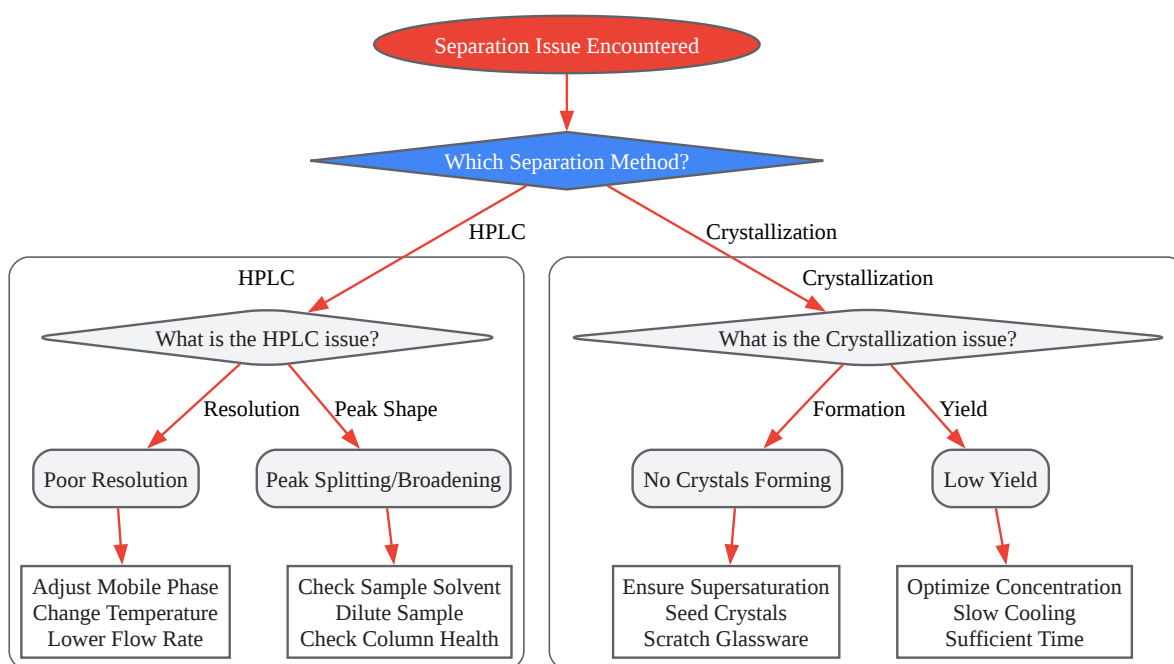 Separation Issue Encountered
Which Separation Method?
HPLC
Crystallization
HPLC
Crystallization
What is the HPLC issue?
What is the Crystallization issue?
Resolution
Peak Shape
Formation
Yield
Poor Resolution
Peak Splitting/Broadening
No Crystals Forming
Low Yield
Adjust Mobile Phase
Change Temperature
Lower Flow Rate
Check Sample Solvent
Dilute Sample
Check Column Health
Ensure Supersaturation
Seed Crystals
Scratch Glassware
Optimize Concentration
Slow Cooling
Sufficient Time